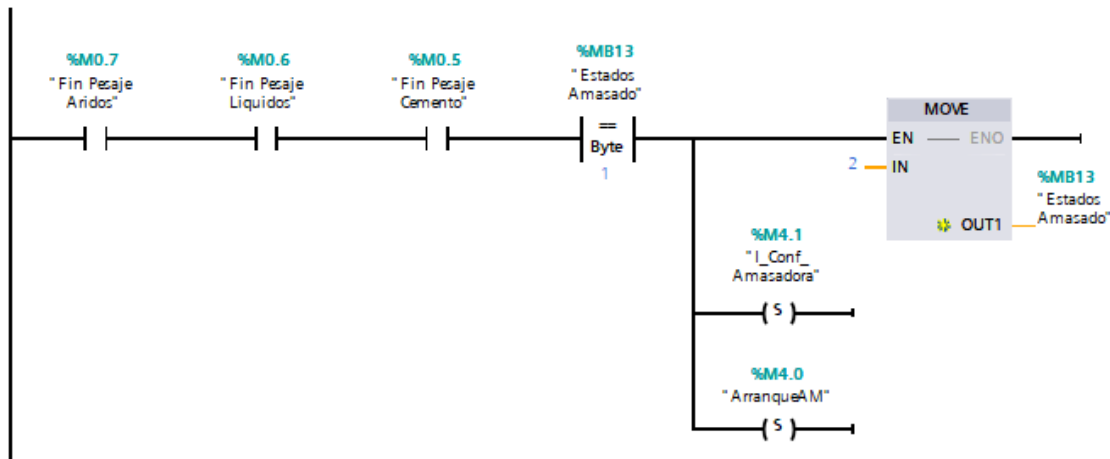 %M0.7
"Fin Pesaje
Aridos"
%M0.6
"Fin Pesaje
Liquidos"
%M0.5
"Fin Pesaje
Cemento"
%MB13
"Estados
Amasado"
==
Byte
1
MOVE
EN
ENO
2
IN
%MB13
"Estados
Amasado"
OUT1
%M4.1
"I_Conf_
Amasadora"
S
%M4.0
"ArranqueAM"
S